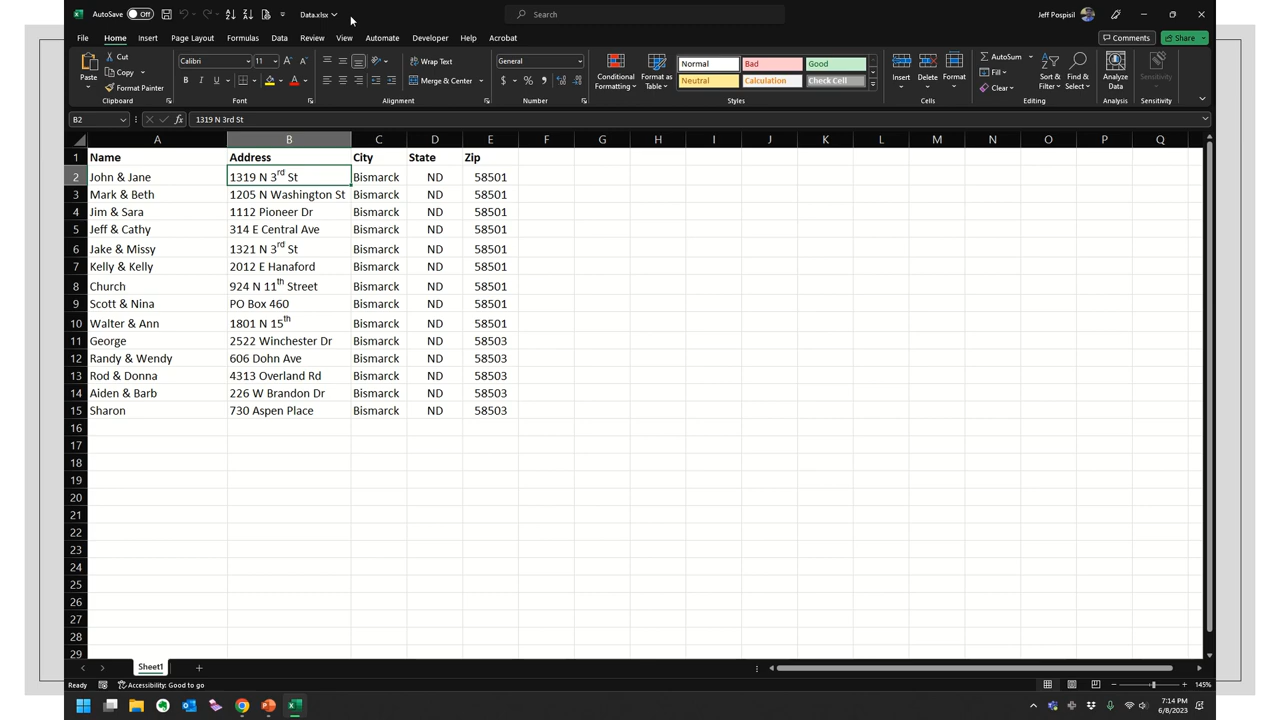 AutoSave Off Data.xlsx Search Jeff Pospisil
File Home Insert Page Layout Formulas Data Review View Automate Developer Help Acrobat Comments Share
Paste Cut Copy Format Painter Clipboard
Calibri 11 B I U Font
Wrap Text Merge & Center Alignment
General $ % Number
Conditional Formatting Format as Table Normal Bad Good Neutral Calculation Check Cell Styles
Insert Delete Format Cells
AutoSum Fill Clear Sort & Filter Find & Select Editing
Analyze Data Analysis
Sensitivity Sensitivity
B2 fx 1319 N 3rd St
A B C D E F G H I J K L M N O P Q
1 Name Address City State Zip
2 John & Jane 1319 N 3rd St Bismarck ND 58501
3 Mark & Beth 1205 N Washington St Bismarck ND 58501
4 Jim & Sara 1112 Pioneer Dr Bismarck ND 58501
5 Jeff & Cathy 314 E Central Ave Bismarck ND 58501
6 Jake & Missy 1321 N 3rd St Bismarck ND 58501
7 Kelly & Kelly 2012 E Hanaford Bismarck ND 58501
8 Church 924 N 11th Street Bismarck ND 58501
9 Scott & Nina PO Box 460 Bismarck ND 58501
10 Walter & Ann 1801 N 15th Bismarck ND 58501
11 George 2522 Winchester Dr Bismarck ND 58503
12 Randy & Wendy 606 Dohn Ave Bismarck ND 58503
13 Rod & Donna 4313 Overland Rd Bismarck ND 58503
14 Aiden & Barb 226 W Brandon Dr Bismarck ND 58503
15 Sharon 730 Aspen Place Bismarck ND 58503
16
17
18
19
20
21
22
23
24
25
26
27
28
29
Sheet1
Ready Accessibility: Good to go 145%
7:14 PM
6/8/2023